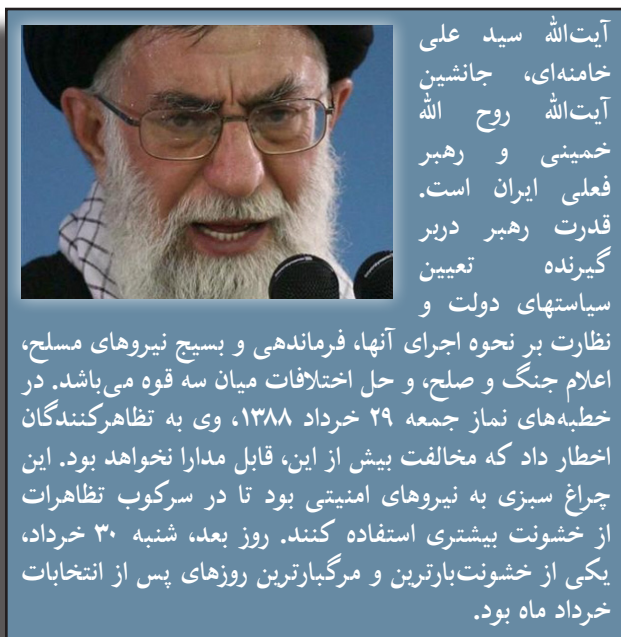 آیت‌الله سید علی
خامنه‌ای، جانشین
آیت‌الله روح الله
خمینی و رهبر
فعلی ایران است.
قدرت رهبر دربر
گیرنده تعیین
سیاستهای دولت و
نظارت بر نحوه اجرای آنها، فرماندهی و بسیج نیروهای مسلح،
اعلام جنگ و صلح، و حل اختلافات میان سه قوه می‌باشد. در
خطبه‌های نماز جمعه ۲۹ خرداد ۱۳۸۸، وی به تظاهرکنندگان
اخطار داد که مخالفت بیش از این، قابل مدارا نخواهد بود. این
چراغ سبزی به نیروهای امنیتی بود تا در سرکوب تظاهرات
از خشونت بیشتری استفاده کنند. روز بعد، شنبه ۳۰ خرداد،
یکی از خشونت‌بارترین و مرگبارترین روزهای پس از انتخابات
خرداد ماه بود.